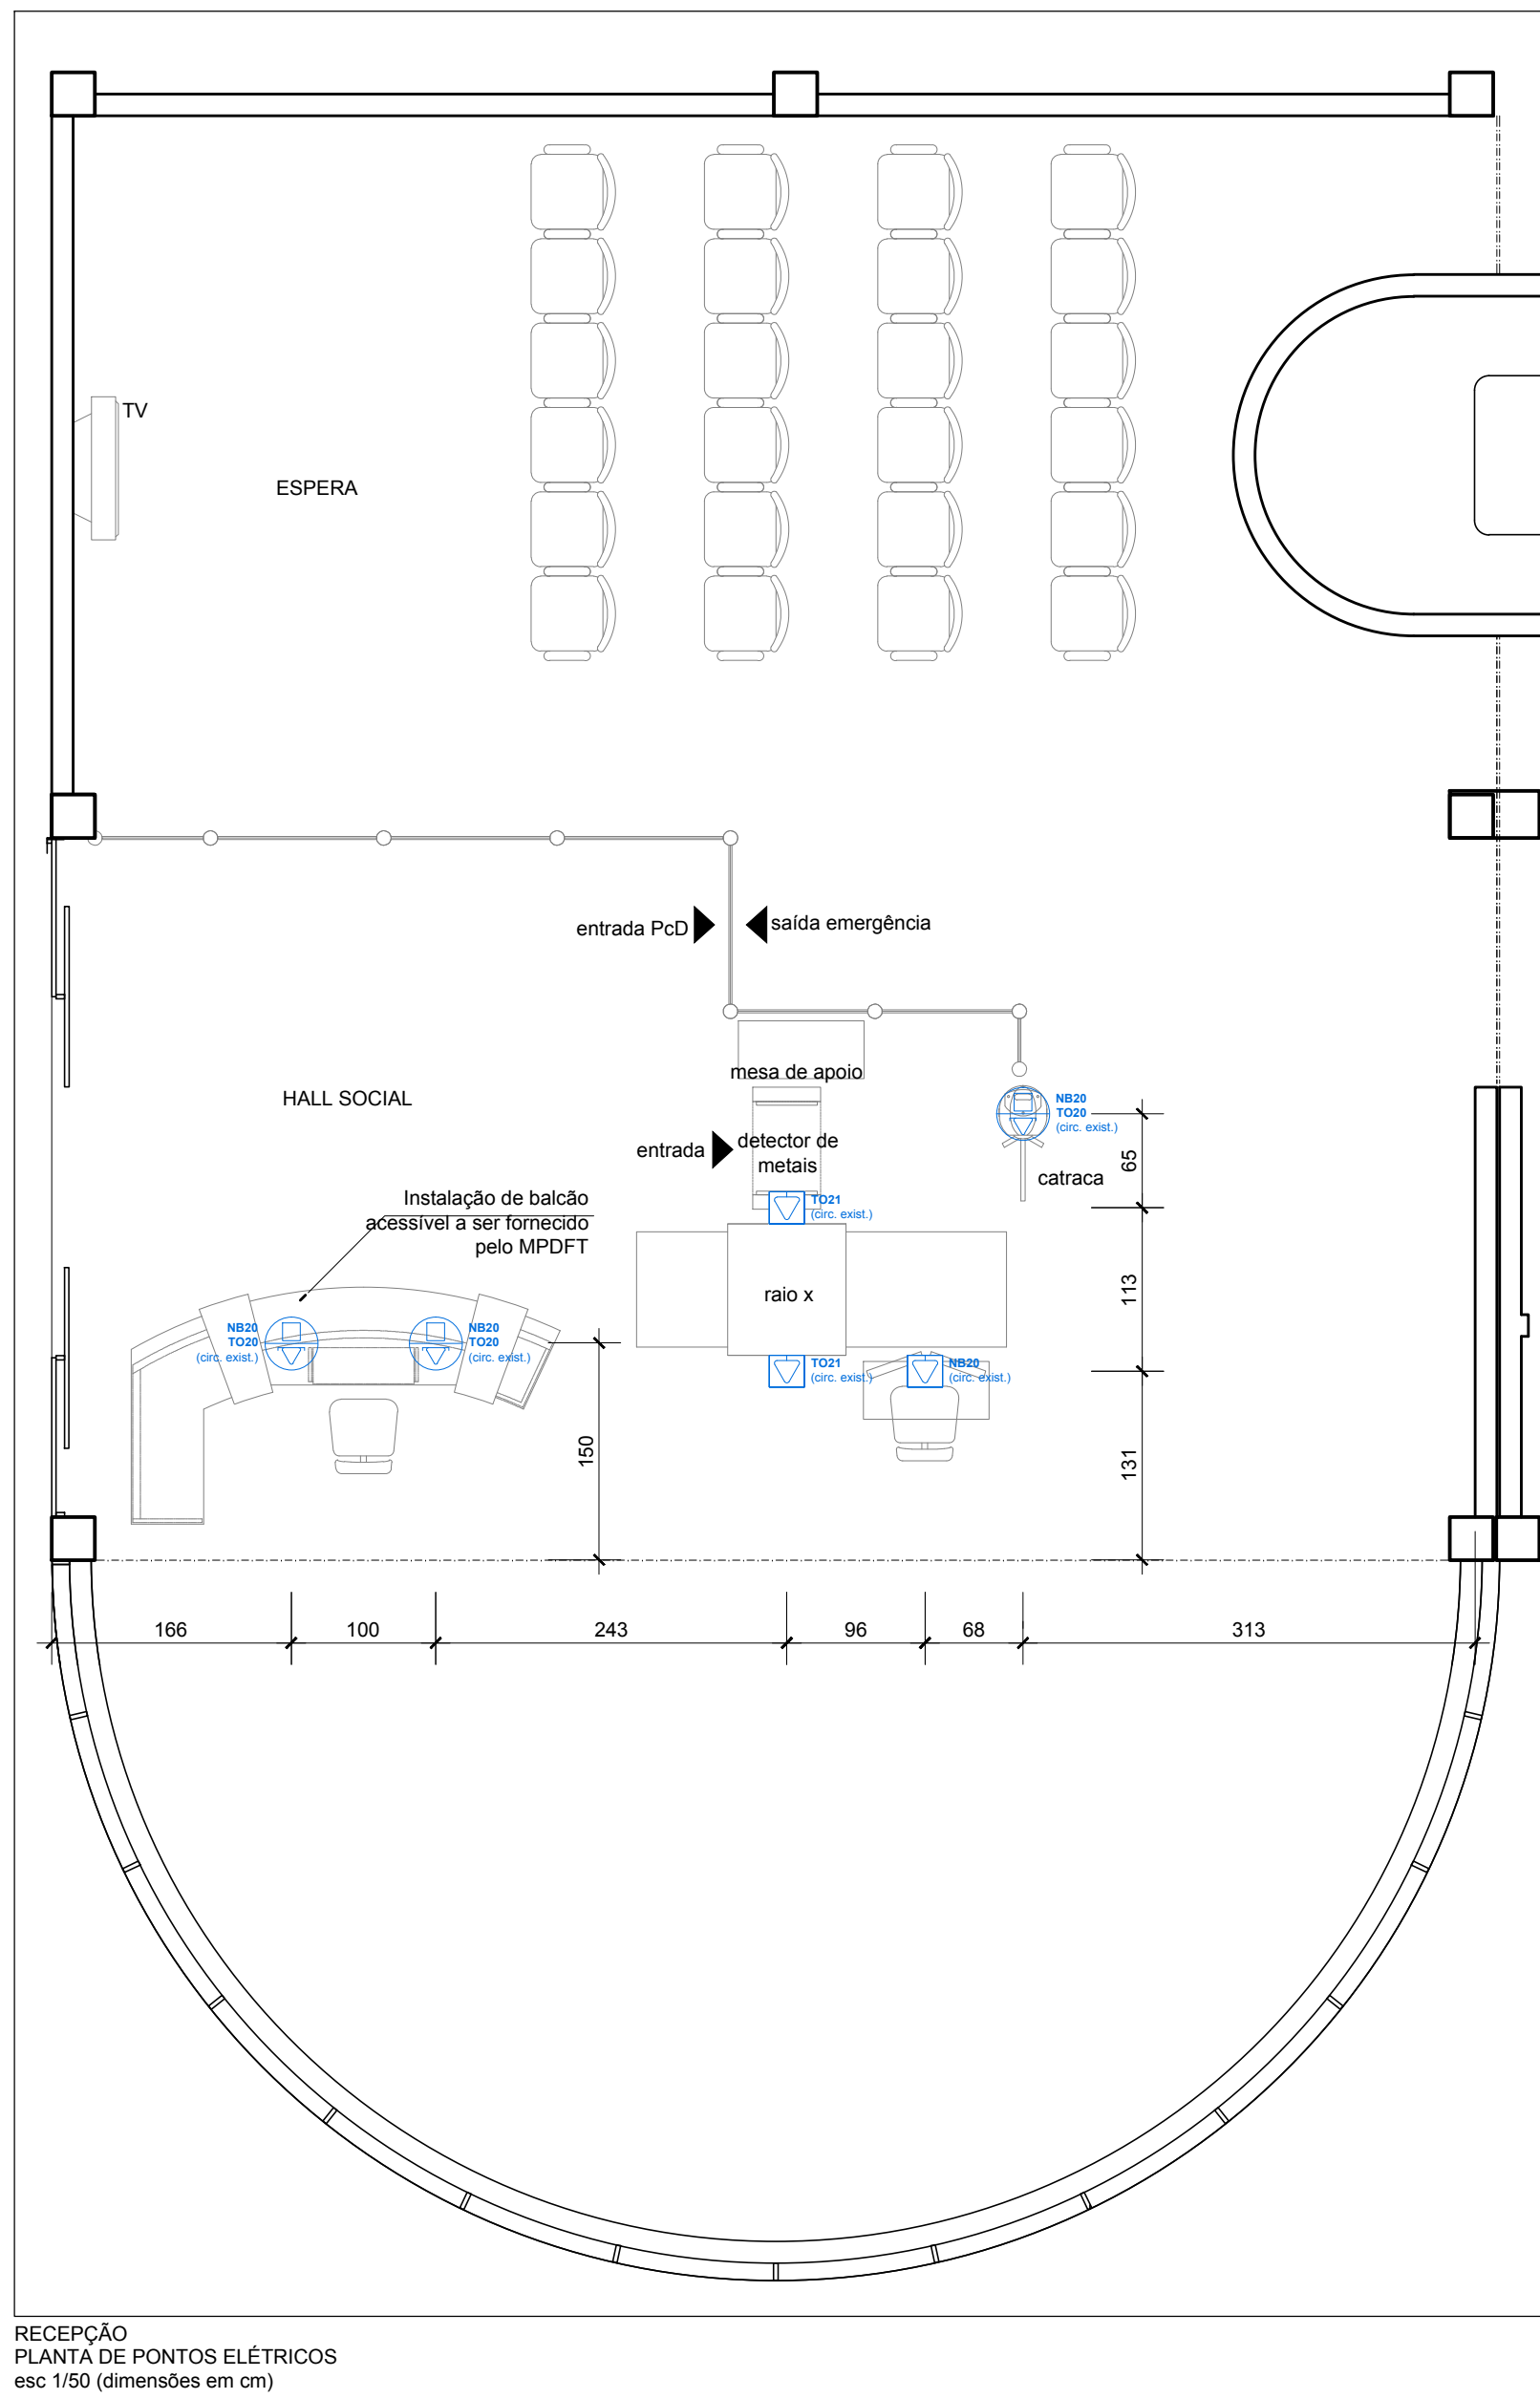 TV
ESPERA
entrada PcD
saída emergência
mesa de apoio
HALL SOCIAL
NB20
TO20
(circ. exist.)
entrada
detector de
metais
65
catraca
Instalação de balcão
acessível a ser fornecido
pelo MPDFT
TO21
(circ. exist.)
raio x
113
NB20
TO20
(circ. exist.)
NB20
TO20
(circ. exist.)
TO21
(circ. exist.)
NB20
(circ. exist.)
150
131
166
100
243
96
68
313
RECEPÇÃO
PLANTA DE PONTOS ELÉTRICOS
esc 1/50 (dimensões em cm)